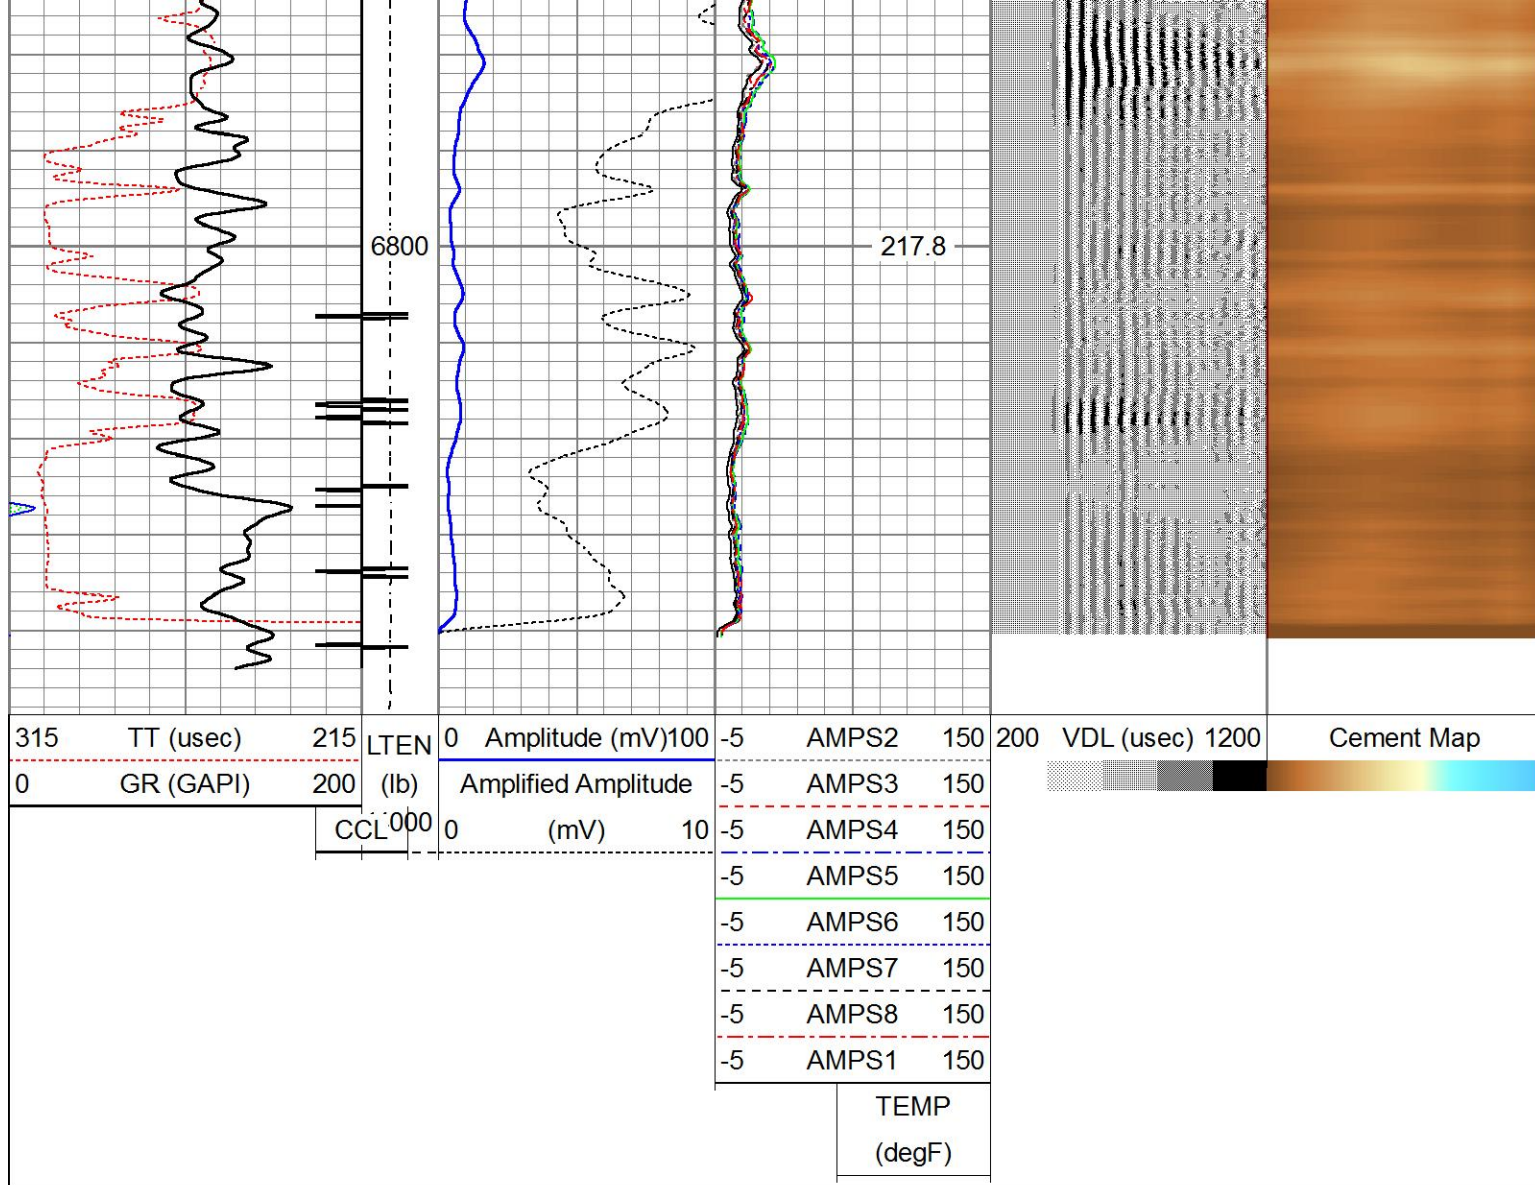 6800
217.8
315 TT (usec) 215
0 GR (GAPI) 200
LTEN
(lb)
000
CCL
0 Amplitude (mV)100
Amplified Amplitude
0 (mV) 10
-5 AMPS2 150
-5 AMPS3 150
-5 AMPS4 150
-5 AMPS5 150
-5 AMPS6 150
-5 AMPS7 150
-5 AMPS8 150
-5 AMPS1 150
TEMP
(degF)
200 VDL (usec) 1200
Cement Map